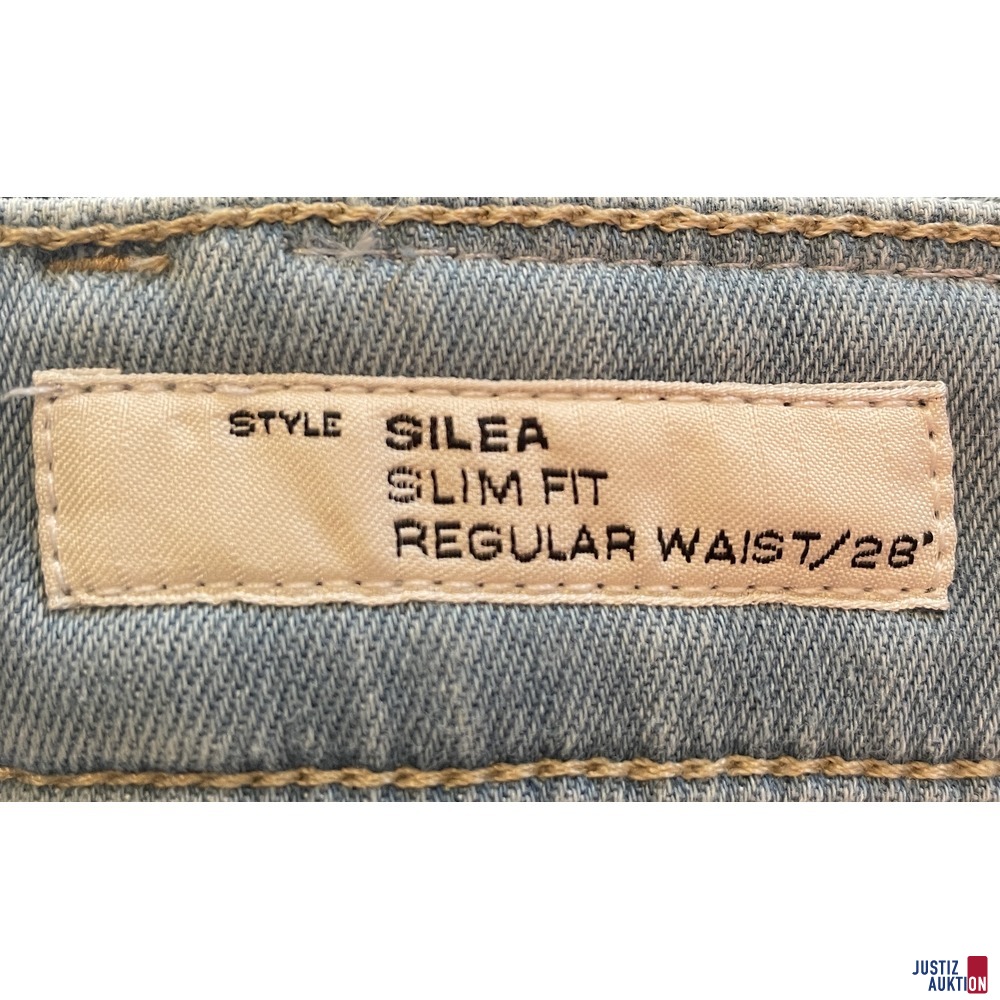 STYLE SILEA
SLIM FIT
REGULAR WAIST/28"
JUSTIZ
AUKTION